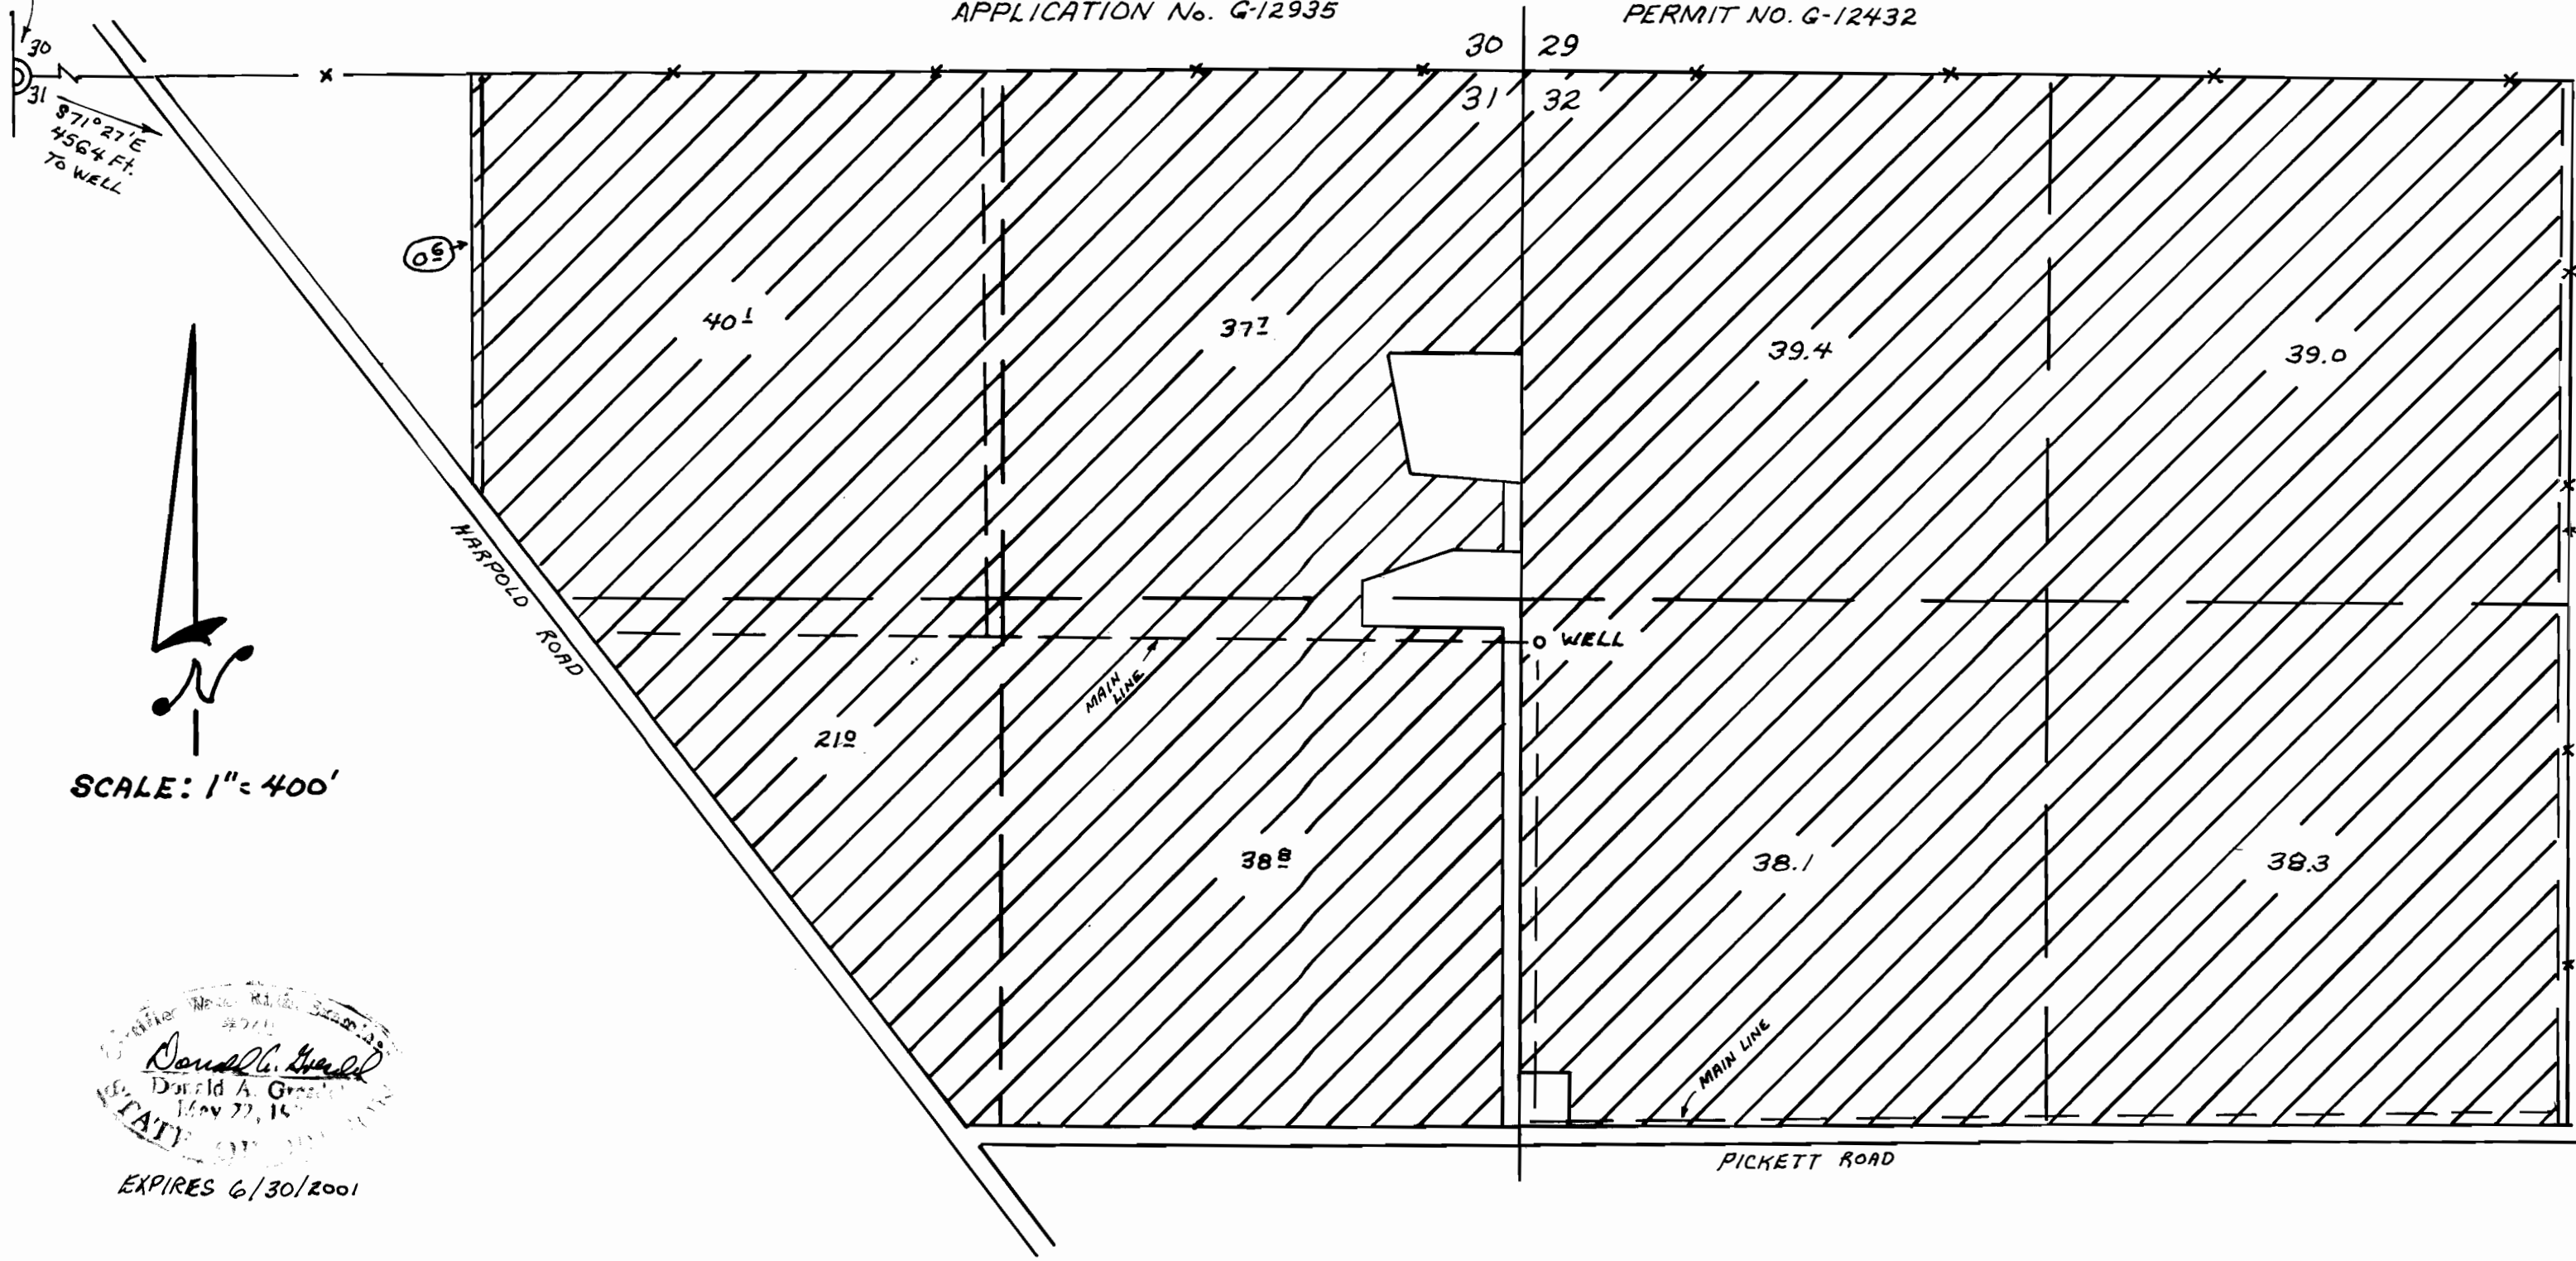 APPLICATION No. G-12935
PERMIT NO. G-12432
30
31
S71°27'E
4564 Ft.
TO WELL
30 29
31 32
0 6
40 1
37 7
39.4
39.0
HARPOLD ROAD
WELL
MAIN
LINE
N
21 0
SCALE: 1"= 400'
38 8
38.1
38.3
MAIN LINE
Donald A.
STATE OF
EXPIRES 6/30/2001
PICKETT ROAD